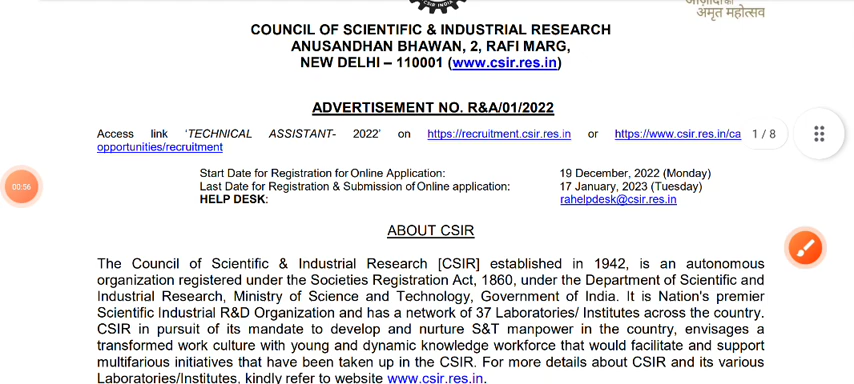 CSIR-INDIA
अमृत महोत्सव
COUNCIL OF SCIENTIFIC & INDUSTRIAL RESEARCH
ANUSANDHAN BHAWAN, 2, RAFI MARG,
NEW DELHI – 110001 (www.csir.res.in)
ADVERTISEMENT NO. R&A/01/2022
Access link ‘TECHNICAL ASSISTANT- 2022’ on https://recruitment.csir.res.in or https://www.csir.res.in/ca
1 / 8
opportunities/recruitment
00:56
Start Date for Registration for Online Application: 19 December, 2022 (Monday)
Last Date for Registration & Submission of Online application: 17 January, 2023 (Tuesday)
HELP DESK: rahelpdesk@csir.res.in
ABOUT CSIR
The Council of Scientific & Industrial Research [CSIR] established in 1942, is an autonomous
organization registered under the Societies Registration Act, 1860, under the Department of Scientific and
Industrial Research, Ministry of Science and Technology, Government of India. It is Nation's premier
Scientific Industrial R&D Organization and has a network of 37 Laboratories/ Institutes across the country.
CSIR in pursuit of its mandate to develop and nurture S&T manpower in the country, envisages a
transformed work culture with young and dynamic knowledge workforce that would facilitate and support
multifarious initiatives that have been taken up in the CSIR. For more details about CSIR and its various
Laboratories/Institutes, kindly refer to website www.csir.res.in.